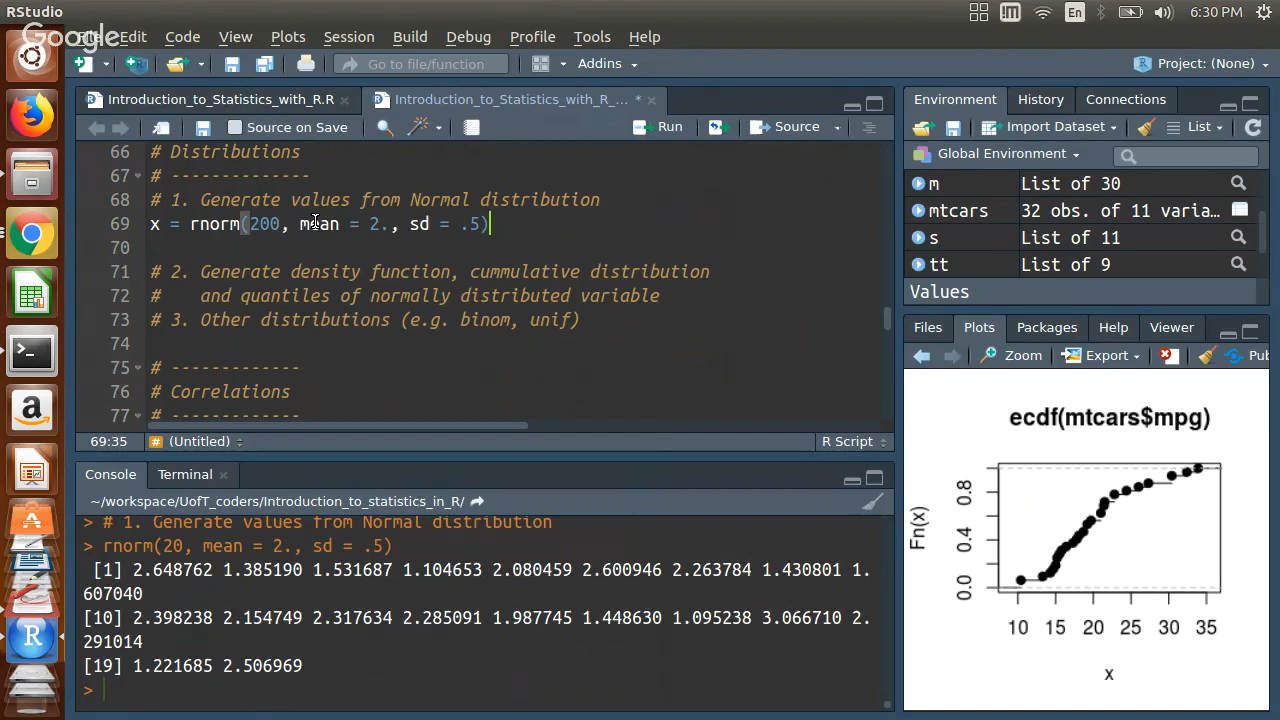 RStudio
En
6:30 PM
Google
File Edit Code View Plots Session Build Debug Profile Tools Help
Go to file/function
Addins
Project: (None)
Introduction_to_Statistics_with_R.R
Introduction_to_Statistics_with_R_... *
Source on Save
Run
Source
66 # Distributions
67 # --------------
68 # 1. Generate values from Normal distribution
69 x = rnorm(200, mean = 2., sd = .5)
70
71 # 2. Generate density function, cummulative distribution
72 #    and quantiles of normally distributed variable
73 # 3. Other distributions (e.g. binom, unif)
74
75 # -------------
76 # Correlations
77 # -------------
69:35
(Untitled)
R Script
Console Terminal
~/workspace/UofT_coders/Introduction_to_statistics_in_R/
> # 1. Generate values from Normal distribution
> rnorm(20, mean = 2., sd = .5)
[1] 2.648762 1.385190 1.531687 1.104653 2.080459 2.600946 2.263784 1.430801 1.
607040
[10] 2.398238 2.154749 2.317634 2.285091 1.987745 1.448630 1.095238 3.066710 2.
291014
[19] 1.221685 2.506969
>
Environment History Connections
Import Dataset
List
Global Environment
m List of 30
mtcars 32 obs. of 11 varia...
s List of 11
tt List of 9
Values
Files Plots Packages Help Viewer
Zoom Export Pub
ecdf(mtcars$mpg)
Fn(x)
0.8
0.4
0.0
10 15 20 25 30 35
x